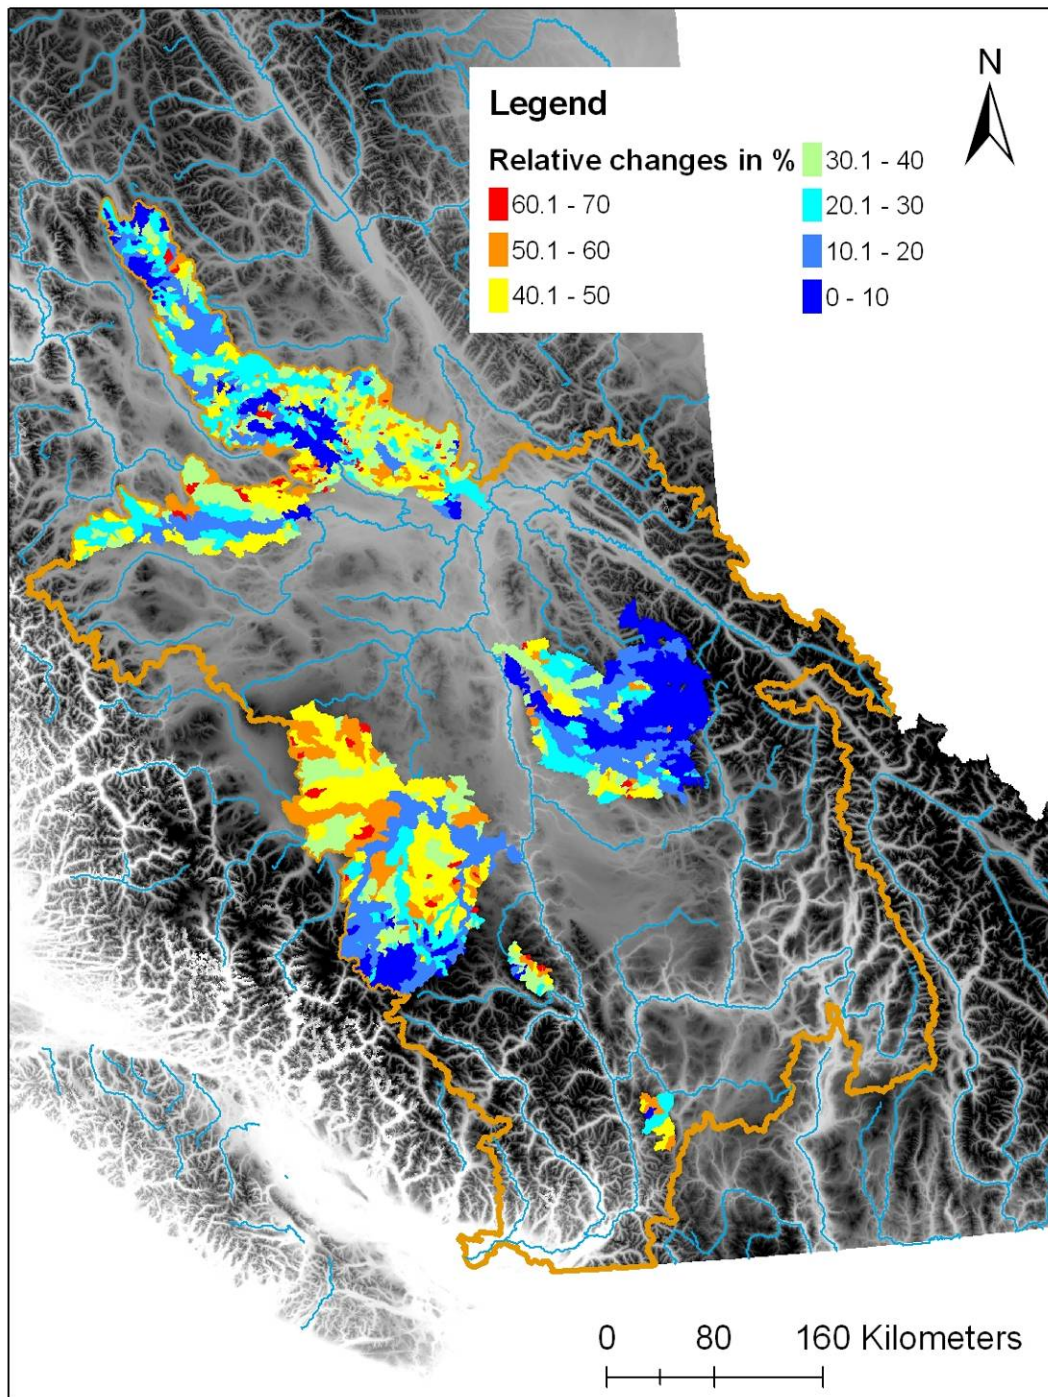 N
Legend
Relative changes in %
60.1 - 70
50.1 - 60
40.1 - 50
30.1 - 40
20.1 - 30
10.1 - 20
0 - 10
0 80 160 Kilometers